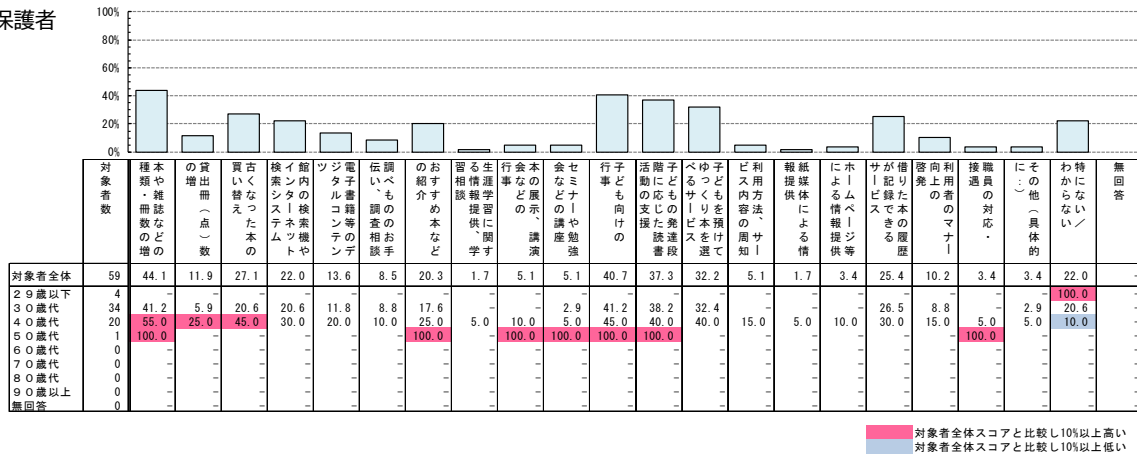 保護者
100%
80%
60%
40%
20%
0%
対象者数
本や雑誌などの種類・冊数の増
貸出冊（点）数の増
古くなった本の買い替え
館内の検索機やインターネット検索システム
電子書籍等のデジタルコンテンツ
調べもののお手伝い、調査相談
おすすめ本などの紹介
生涯学習に関する情報提供、学習相談
本の展示、講演会などの行事
セミナーや勉強会などの講座
子ども向けの行事
子どもの発達段階に応じた読書活動の支援
子どもを預けてゆっくり本を選べるサービス
利用方法、サービス内容の周知
紙媒体による情報提供
ホームページ等による情報提供
借りた本の履歴が記録できるサービス
利用者のマナー向上の啓発
職員の対応・接遇
その他（具体的に：）
特にない／わからない
無回答
対象者全体 59 44.1 11.9 27.1 22.0 13.6 8.5 20.3 1.7 5.1 5.1 40.7 37.3 32.2 5.1 1.7 3.4 25.4 10.2 3.4 3.4 22.0 -
２９歳以下 4 - - - - - - - - - - - - - - - - - - - - 100.0 -
３０歳代 34 41.2 5.9 20.6 20.6 11.8 8.8 17.6 - - 2.9 41.2 38.2 32.4 - - - 26.5 8.8 - 2.9 20.6 -
４０歳代 20 55.0 25.0 45.0 30.0 20.0 10.0 25.0 5.0 10.0 5.0 45.0 40.0 40.0 15.0 5.0 10.0 30.0 15.0 5.0 5.0 10.0 -
５０歳代 1 100.0 - - - - - 100.0 - 100.0 100.0 100.0 100.0 - - - - - - 100.0 - - -
６０歳代 0 - - - - - - - - - - - - - - - - - - - - - -
７０歳代 0 - - - - - - - - - - - - - - - - - - - - - -
８０歳代 0 - - - - - - - - - - - - - - - - - - - - - -
９０歳以上 0 - - - - - - - - - - - - - - - - - - - - - -
無回答 0 - - - - - - - - - - - - - - - - - - - - - -
対象者全体スコアと比較し10%以上高い
対象者全体スコアと比較し10%以上低い